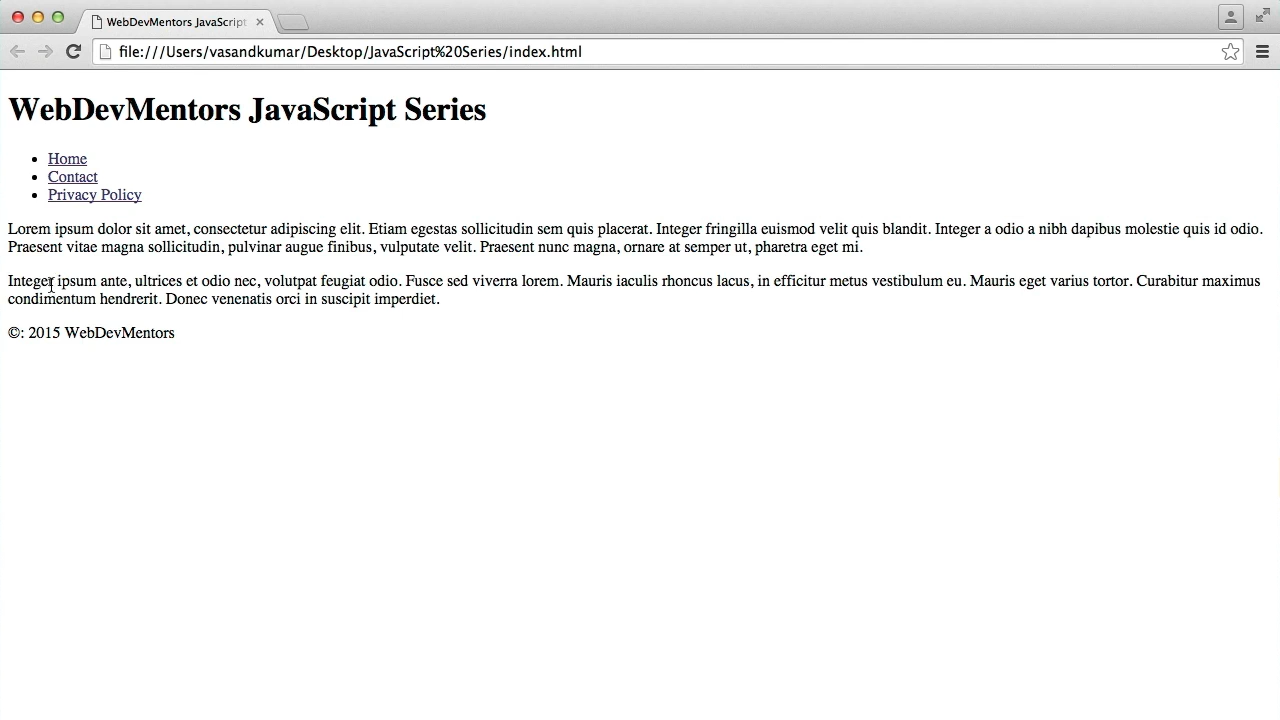 WebDevMentors JavaScript
file:///Users/vasandkumar/Desktop/JavaScript%20Series/index.html
WebDevMentors JavaScript Series
Home
Contact
Privacy Policy
Lorem ipsum dolor sit amet, consectetur adipiscing elit. Etiam egestas sollicitudin sem quis placerat. Integer fringilla euismod velit quis blandit. Integer a odio a nibh dapibus molestie quis id odio.
Praesent vitae magna sollicitudin, pulvinar augue finibus, vulputate velit. Praesent nunc magna, ornare at semper ut, pharetra eget mi.
Integer ipsum ante, ultrices et odio nec, volutpat feugiat odio. Fusce sed viverra lorem. Mauris iaculis rhoncus lacus, in efficitur metus vestibulum eu. Mauris eget varius tortor. Curabitur maximus
condimentum hendrerit. Donec venenatis orci in suscipit imperdiet.
©: 2015 WebDevMentors